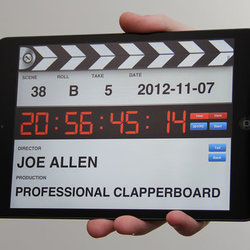 SCENE ROLL TAKE DATE
38 B 5 2012-11-07
20:56:45:14
DIRECTOR
JOE ALLEN
PRODUCTION
PROFESSIONAL CLAPPERBOARD